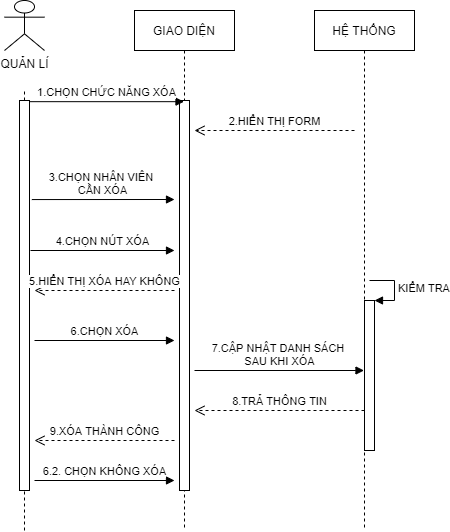 GIAO DIỆN
HỆ THỐNG
QUẢN LÍ
1.CHỌN CHỨC NĂNG XÓA
2.HIỂN THỊ FORM
3.CHỌN NHÂN VIÊN
CẦN XÓA
4.CHỌN NÚT XÓA
5.HIỂN THỊ XÓA HAY KHÔNG
KIỂM TRA
6.CHỌN XÓA
7.CẬP NHẬT DANH SÁCH
SAU KHI XÓA
8.TRẢ THÔNG TIN
9.XÓA THÀNH CÔNG
6.2. CHỌN KHÔNG XÓA